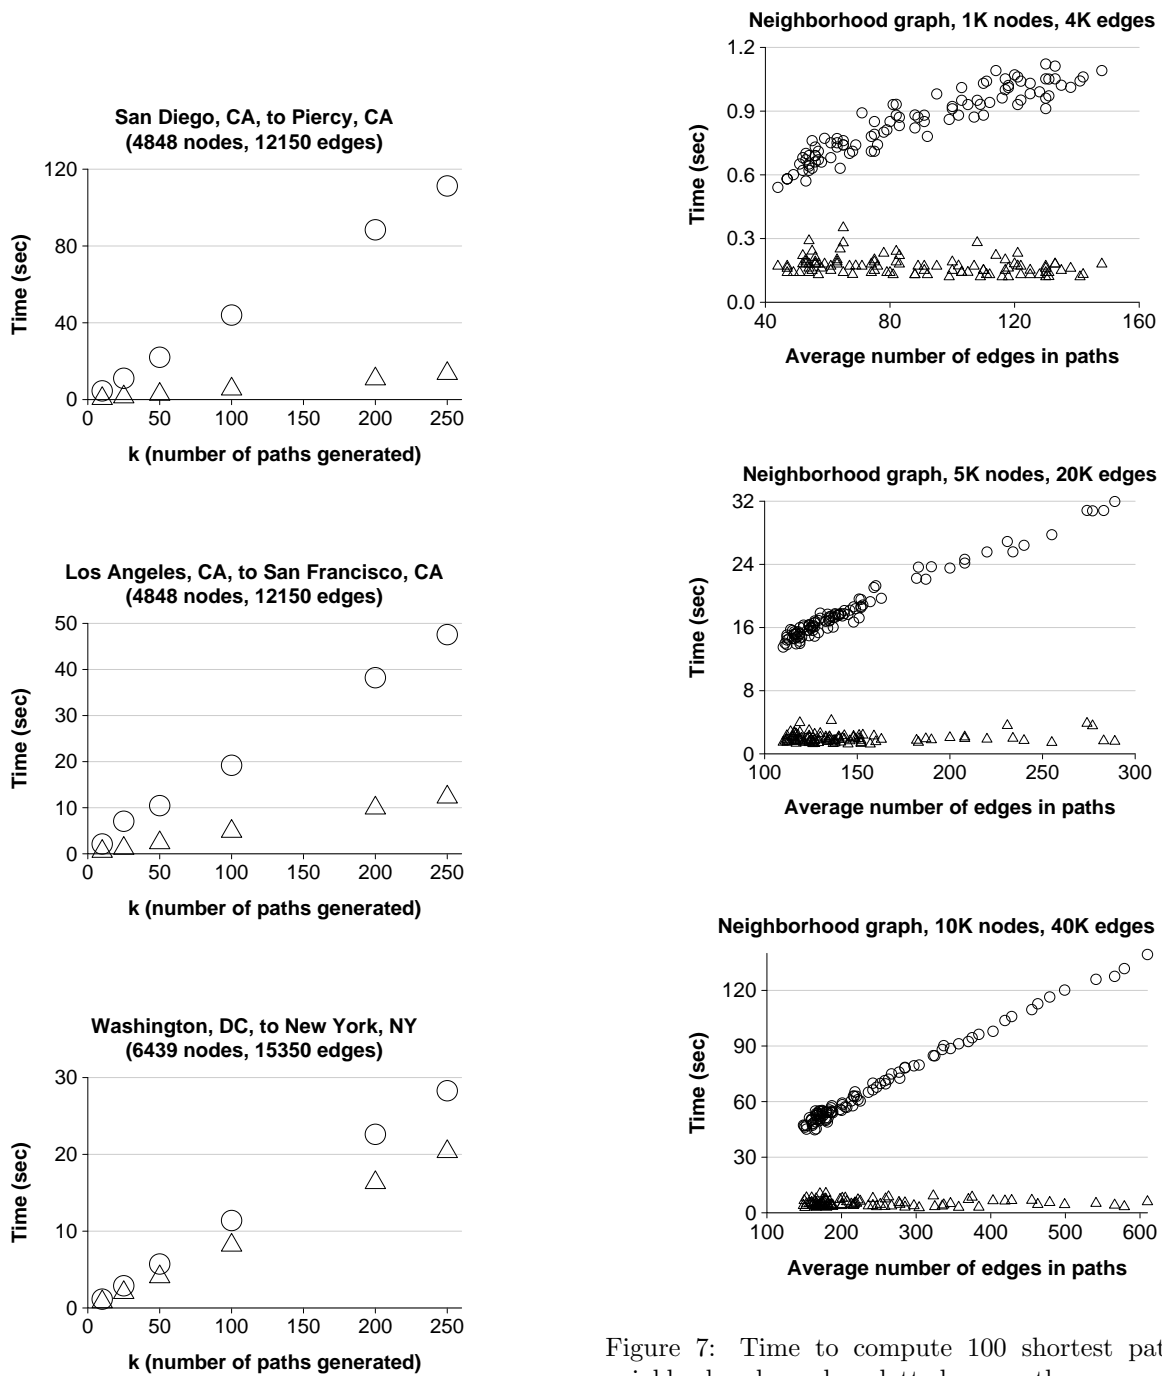 San Diego, CA, to Piercy, CA
(4848 nodes, 12150 edges)
120
80
40
0
Time (sec)
0 50 100 150 200 250
k (number of paths generated)
Los Angeles, CA, to San Francisco, CA
(4848 nodes, 12150 edges)
50
40
30
20
10
0
Time (sec)
0 50 100 150 200 250
k (number of paths generated)
Washington, DC, to New York, NY
(6439 nodes, 15350 edges)
30
20
10
0
Time (sec)
0 50 100 150 200 250
k (number of paths generated)
Neighborhood graph, 1K nodes, 4K edges
1.2
0.9
0.6
0.3
0.0
Time (sec)
40 80 120 160
Average number of edges in paths
Neighborhood graph, 5K nodes, 20K edges
32
24
16
8
0
Time (sec)
100 150 200 250 300
Average number of edges in paths
Neighborhood graph, 10K nodes, 40K edges
120
90
60
30
0
Time (sec)
100 200 300 400 500 600
Average number of edges in paths
Figure 7: Time to compute 100 shortest pat